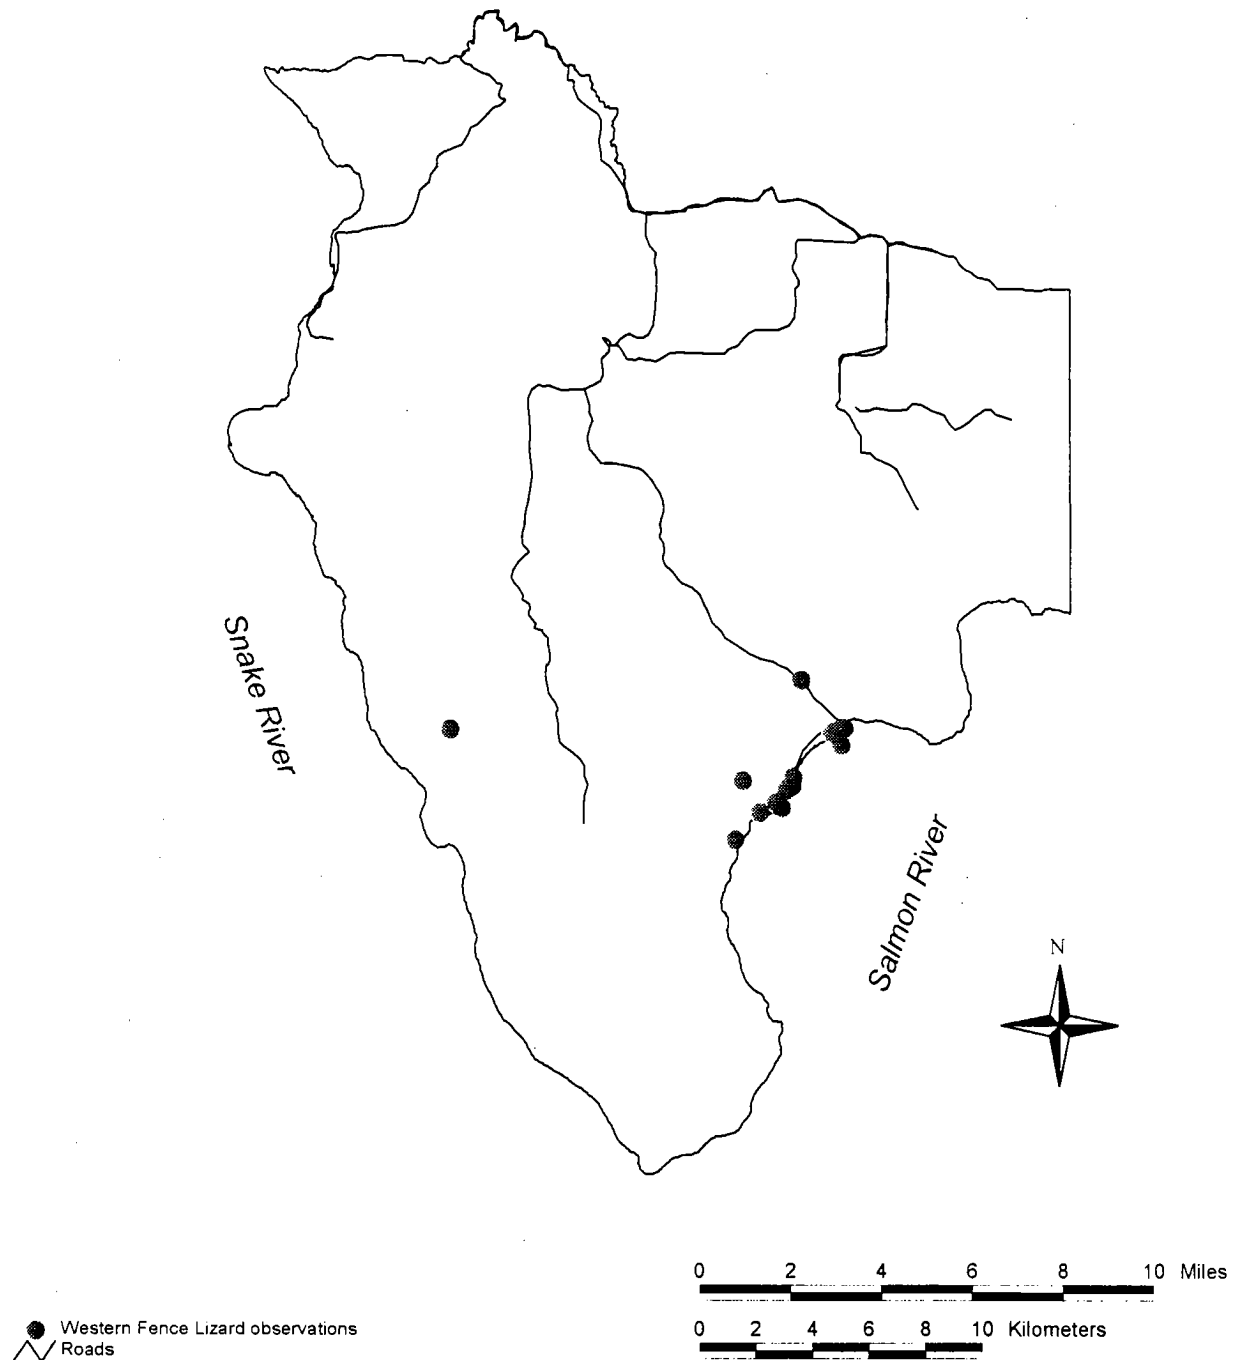 Snake River
Salmon River
N
0 2 4 6 8 10 Miles
0 2 4 6 8 10 Kilometers
Western Fence Lizard observations
Roads